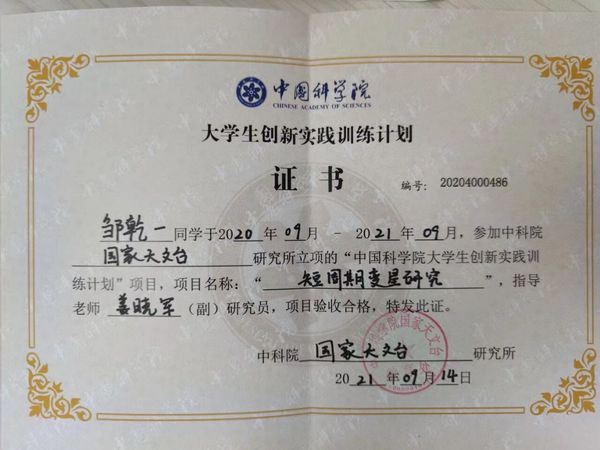 中国科学院
CHINESE ACADEMY OF SCIENCES
大学生创新实践训练计划
证书
编号：20204000486
邹乾一同学于2020年09月 - 2021年09月，参加中科院
国家天文台研究所立项的“中国科学院大学生创新实践训
练计划”项目，项目名称：“短周期变星研究”，指导
老师姜晓军（副）研究员，项目验收合格，特发此证。
中科院国家天文台研究所
2021年09月14日